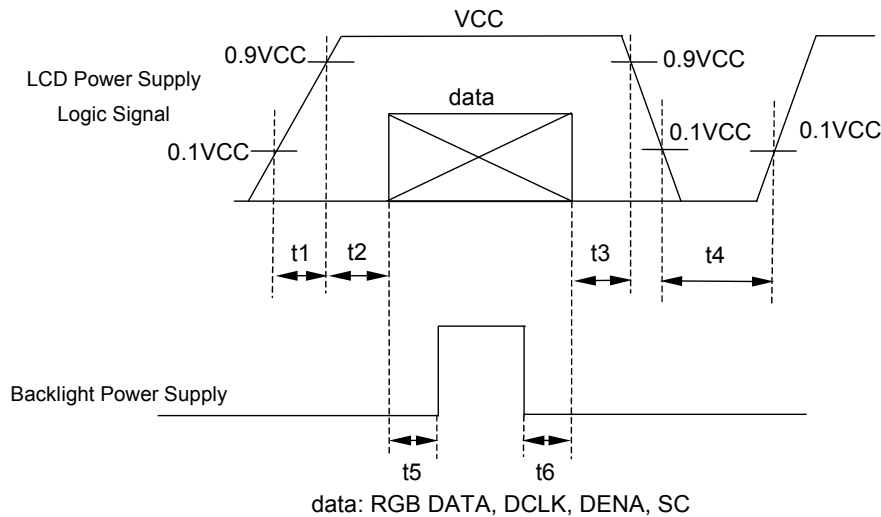 VCC
0.9VCC
0.9VCC
LCD Power Supply
Logic Signal
data
0.1VCC
0.1VCC
0.1VCC
t1
t2
t3
t4
Backlight Power Supply
t5
t6
data: RGB DATA, DCLK, DENA, SC